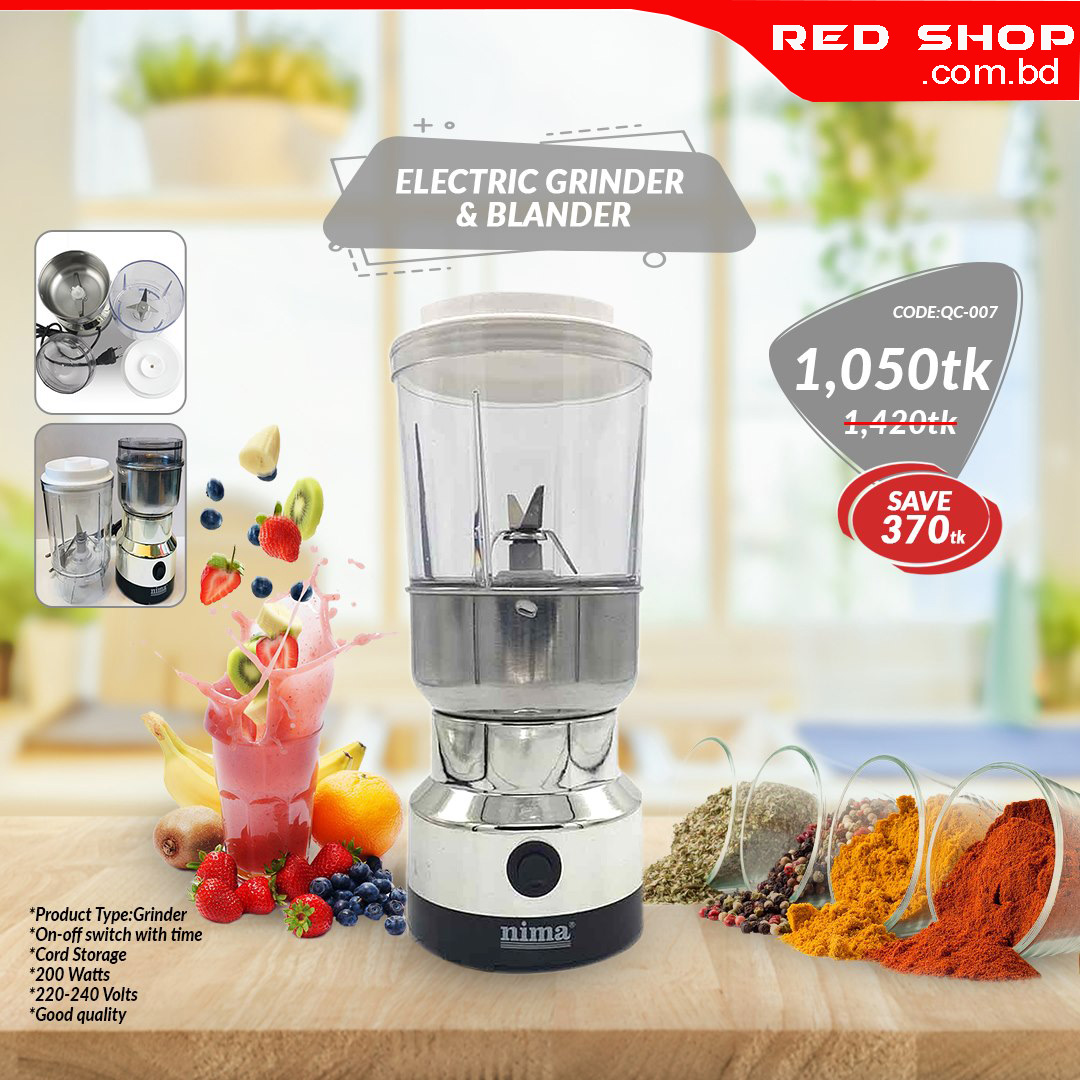 RED SHOP
.com.bd
ELECTRIC GRINDER
& BLANDER
CODE:QC-007
1,050tk
1,420tk
SAVE
370tk
nima
nima®
*Product Type:Grinder
*On-off switch with time
*Cord Storage
*200 Watts
*220-240 Volts
*Good quality